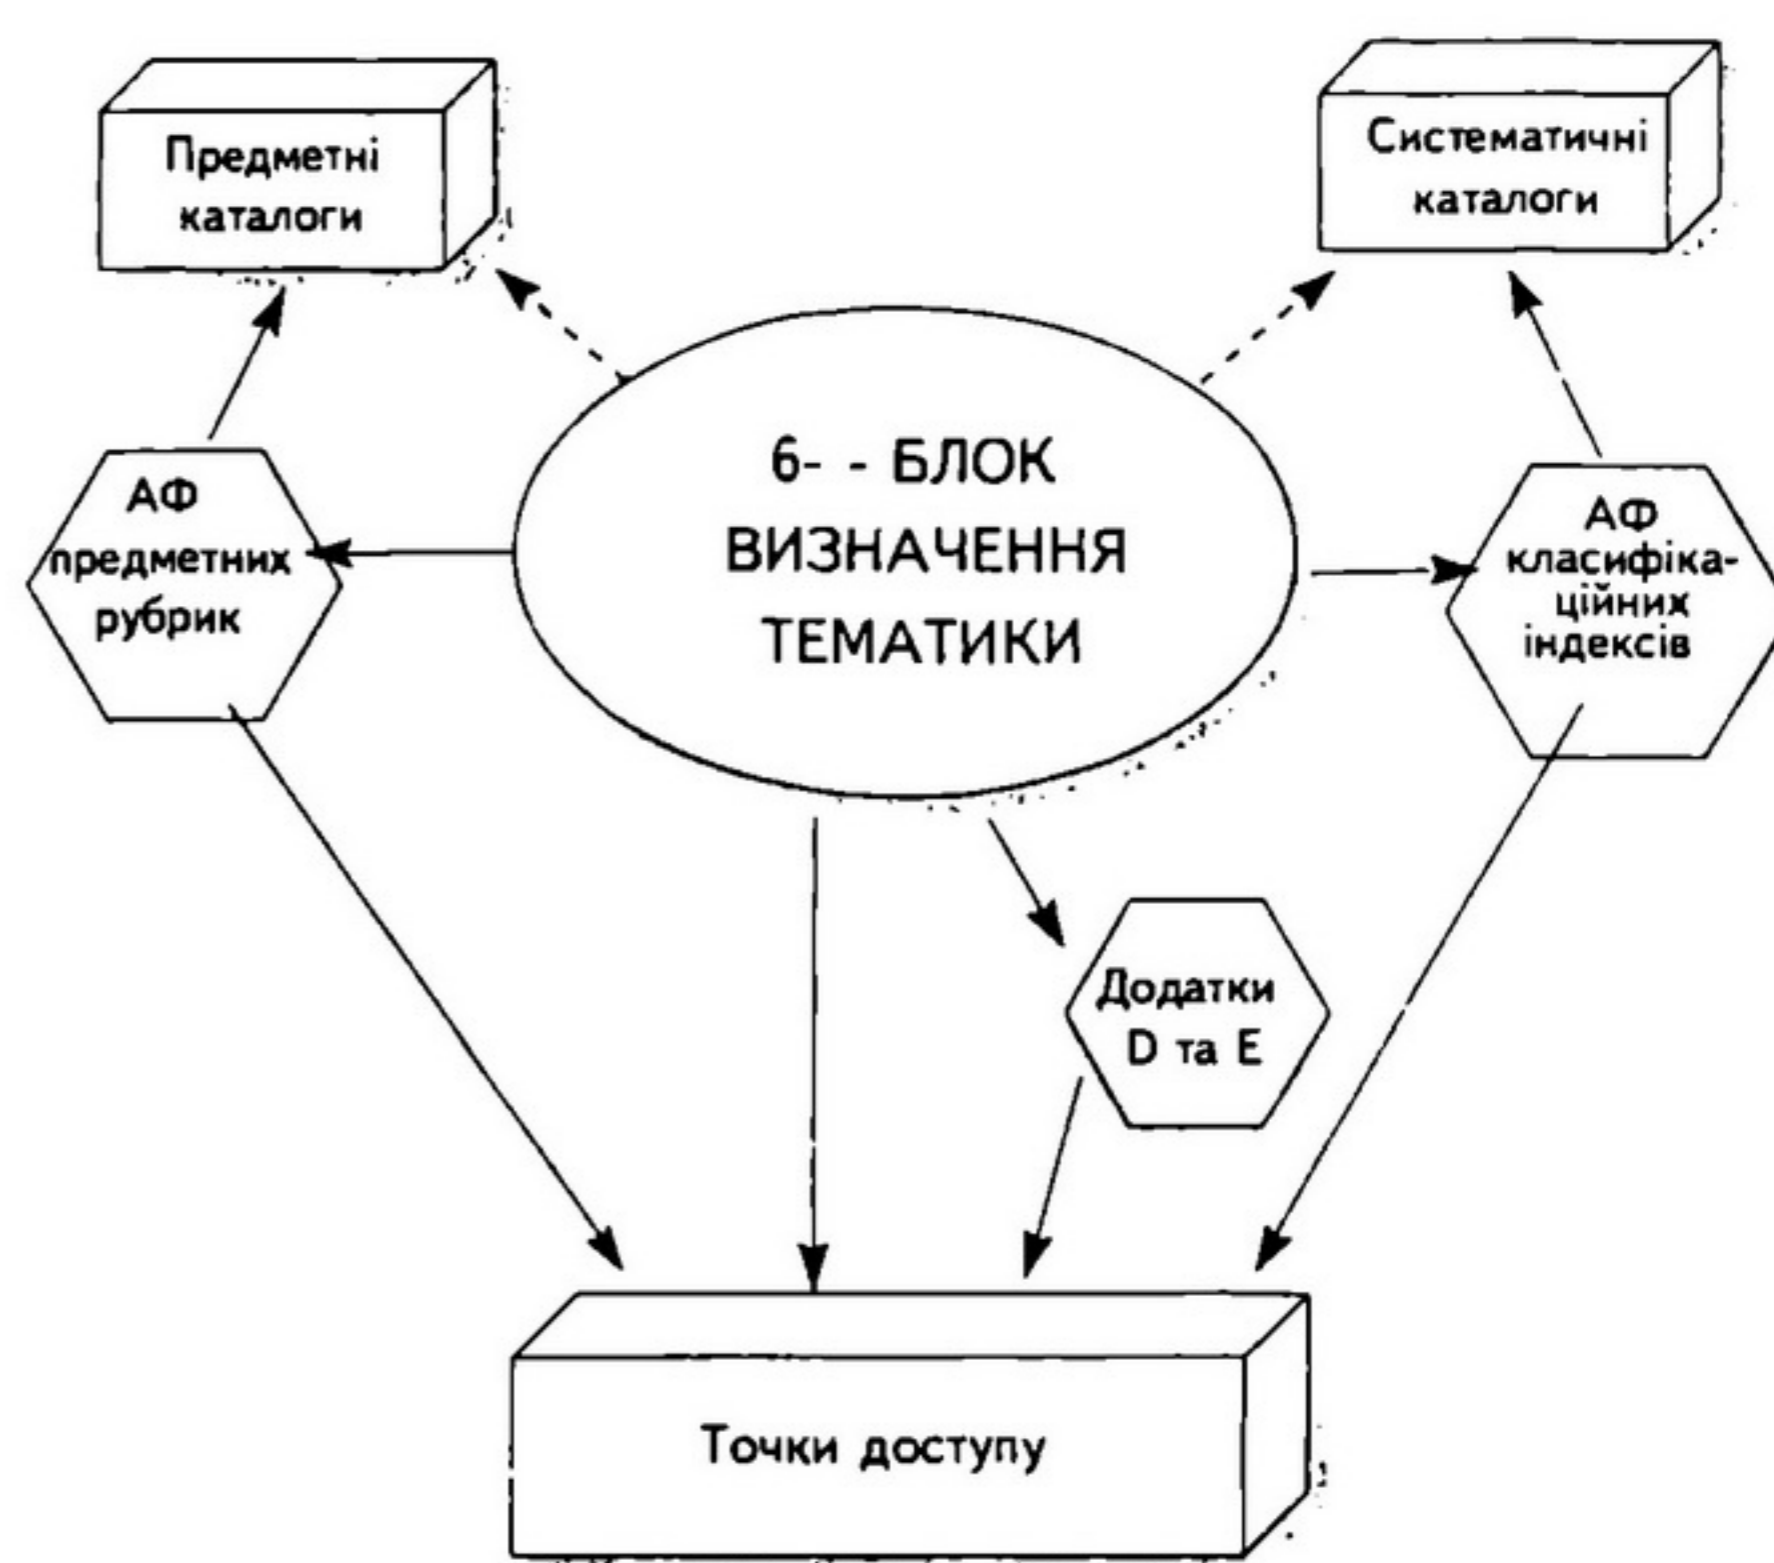 Предметні
каталоги
Систематичні
каталоги
6- - БЛОК
ВИЗНАЧЕННЯ
ТЕМАТИКИ
АФ
предметних
рубрик
АФ
класифіка-
ційних
індексів
Додатки
D та E
Точки доступу